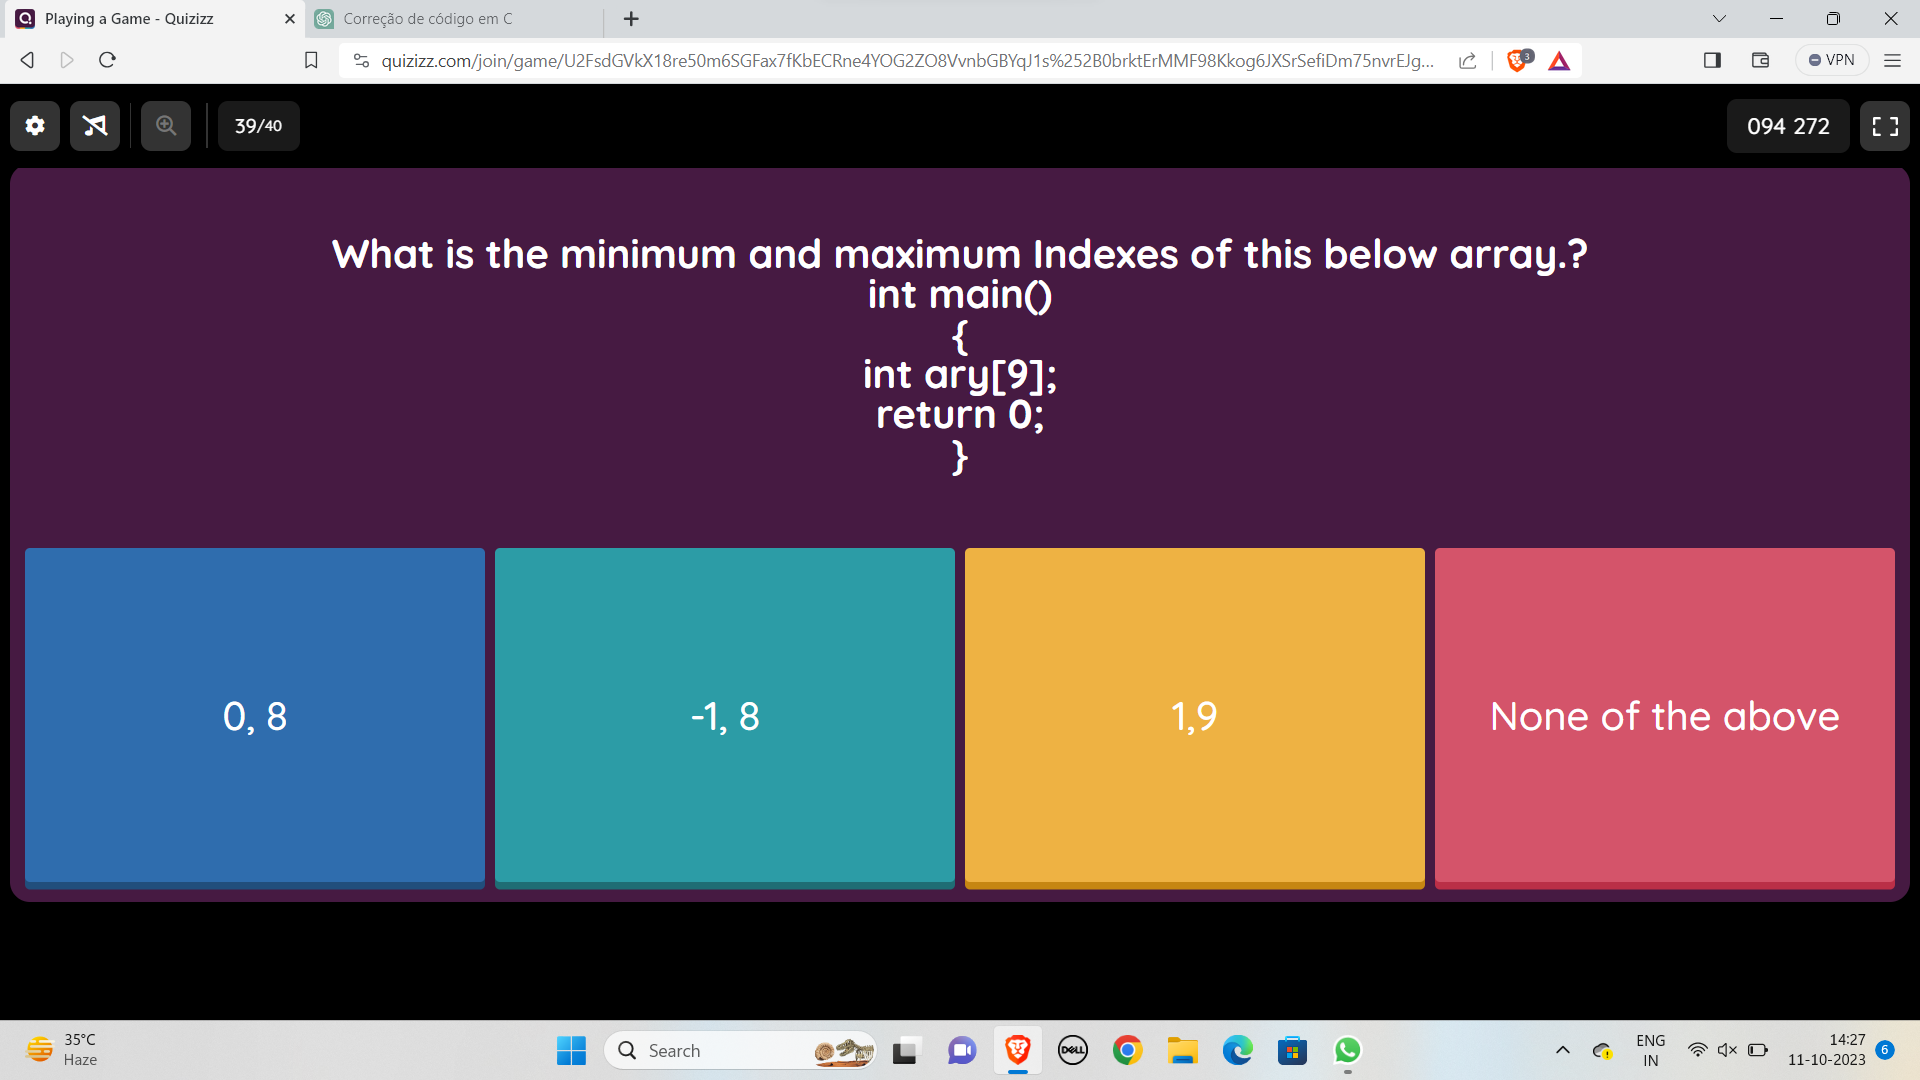 Playing a Game - Quizizz
Correção de código em C
quizizz.com/join/game/U2FsdGVkX18re50m6SGFax7fKbECRne4YOG2ZO8VvnbGBYqJ1s%252B0brktErMMF98Kkog6JXSrSefiDm75nvrEJg...
3
VPN
39/40
094 272
What is the minimum and maximum Indexes of this below array.?
int main()
{
int ary[9];
return 0;
}
0, 8
-1, 8
1,9
None of the above
35°C
Haze
Search
DELL
ENG
IN
14:27
11-10-2023
6